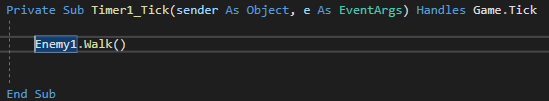 Private Sub Timer1_Tick(sender As Object, e As EventArgs) Handles Game.Tick
Enemy1.Walk()
End Sub